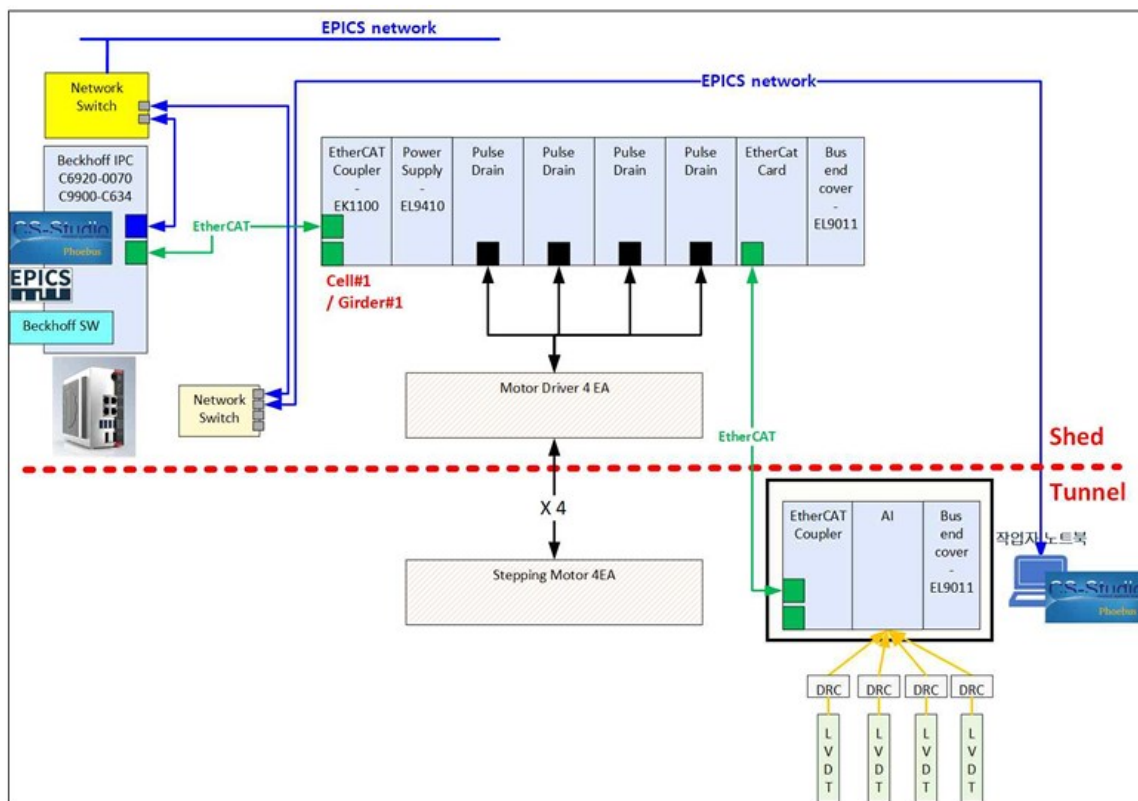 EPICS network
Network
Switch
EPICS network
Beckhoff IPC
C6920-0070
C9900-C634
CS-Studio
Phoebus
EPICS
Beckhoff SW
EtherCAT
EtherCAT
Coupler
-
EK1100
Power
Supply
-
EL9410
Pulse
Drain
Pulse
Drain
Pulse
Drain
Pulse
Drain
EtherCat
Card
Bus
end
cover
-
EL9011
Cell#1
/ Girder#1
Network
Switch
Motor Driver 4 EA
EtherCAT
Shed
Tunnel
X 4
Stepping Motor 4EA
EtherCAT
Coupler
AI
Bus
end
cover
-
EL9011
작업자 노트북
CS-Studio
Phoebus
DRC
DRC
DRC
DRC
LVDT
LVDT
LVDT
LVDT